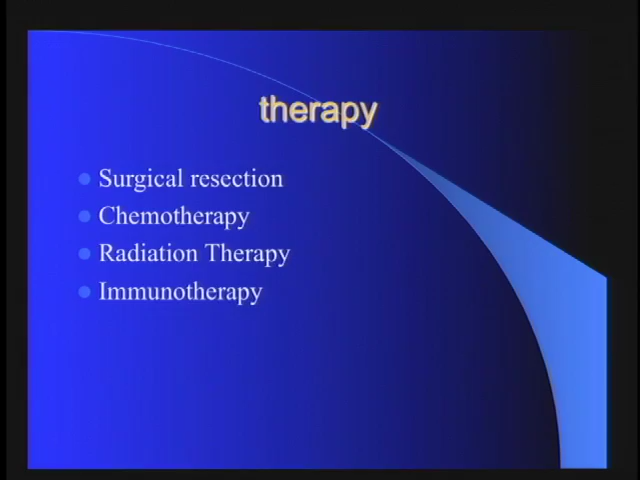 therapy
Surgical resection
Chemotherapy
Radiation Therapy
Immunotherapy